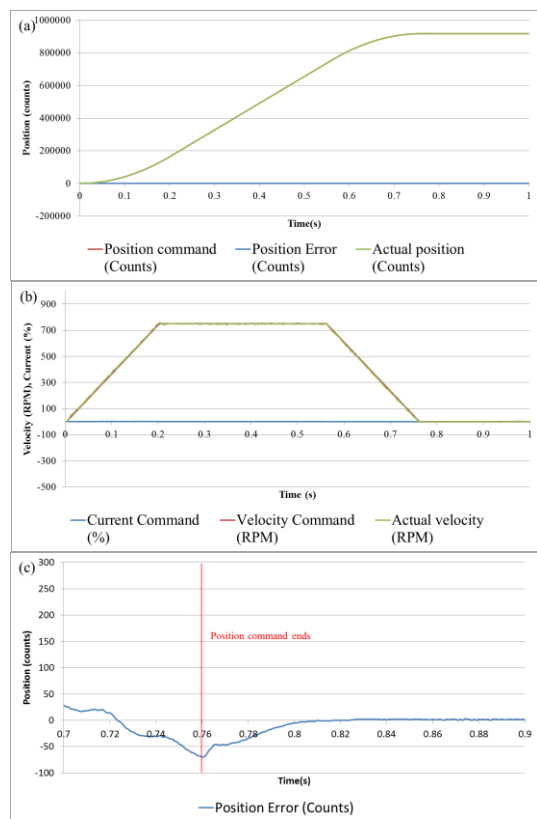 (a)
1000000
800000
600000
400000
200000
0
-200000
Position (counts)
0 0.1 0.2 0.3 0.4 0.5 0.6 0.7 0.8 0.9 1
Time(s)
Position command Position Error Actual position
(Counts) (Counts) (Counts)
(b)
900
700
500
300
100
-100
-300
-500
Velocity (RPM), Current (%)
0 0.1 0.2 0.3 0.4 0.5 0.6 0.7 0.8 0.9 1
Time (s)
Current Command Velocity Command Actual velocity
(%) (RPM) (RPM)
(c)
300
250
200
150
100
50
0
-50
-100
Position (counts)
Position command ends
0.7 0.72 0.74 0.76 0.78 0.8 0.82 0.84 0.86 0.88 0.9
Time(s)
Position Error (Counts)